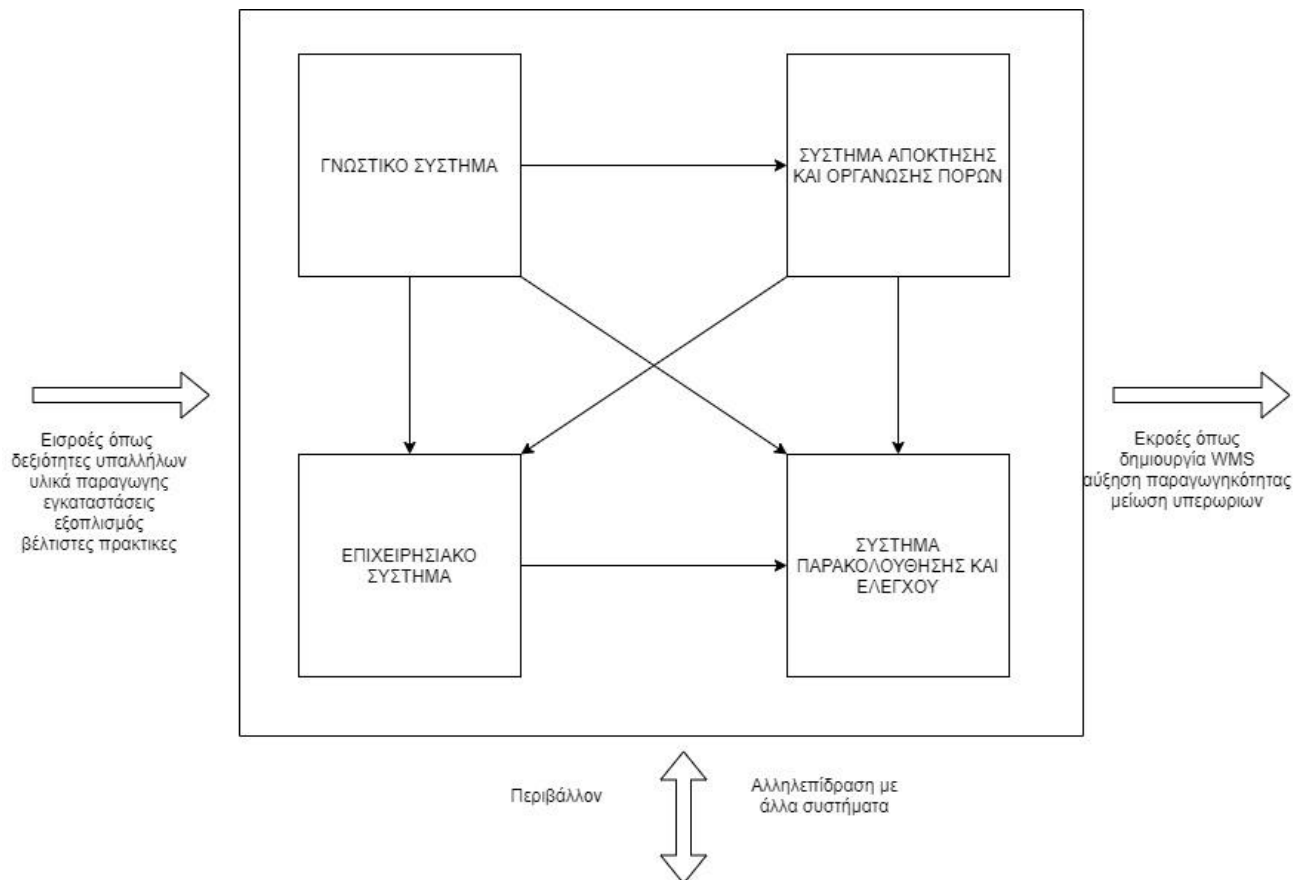 ΓΝΩΣΤΙΚΟ ΣΥΣΤΗΜΑ
ΣΥΣΤΗΜΑ ΑΠΟΚΤΗΣΗΣ
ΚΑΙ ΟΡΓΑΝΩΣΗΣ ΠΟΡΩΝ
Εισροές όπως
δεξιότητες υπαλλήλων
υλικά παραγωγης
εγκαταστάσεις
εξοπλισμός
βέλτιστες πρακτικες
Εκροές όπως
δημιουργία WMS
αύξηση παραγωγηκότητας
μείωση υπερωριων
ΕΠΙΧΕΙΡΗΣΙΑΚΟ
ΣΥΣΤΗΜΑ
ΣΥΣΤΗΜΑ
ΠΑΡΑΚΟΛΟΥΘΗΣΗΣ ΚΑΙ
ΕΛΕΓΧΟΥ
Περιβάλλον
Αλληλεπίδραση με
άλλα συστήματα